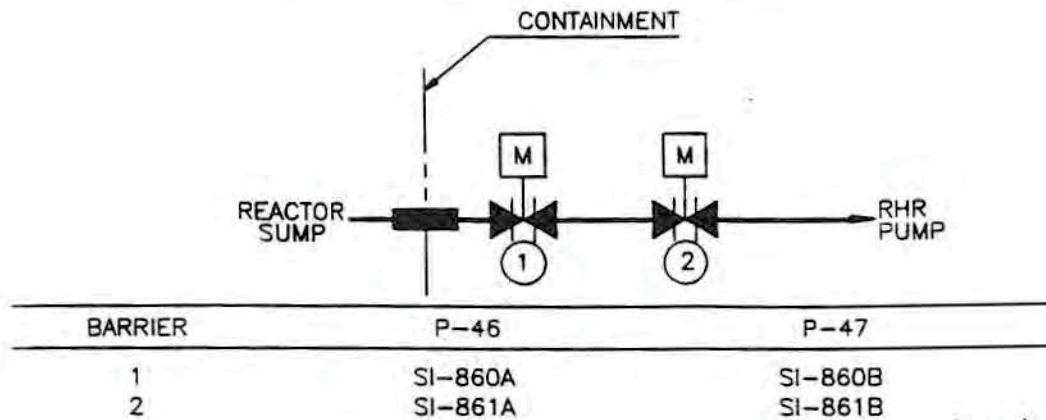 CONTAINMENT
M M
REACTOR
SUMP
RHR
PUMP
1 2
BARRIER P-46 P-47
1 SI-860A SI-860B
2 SI-861A SI-861B